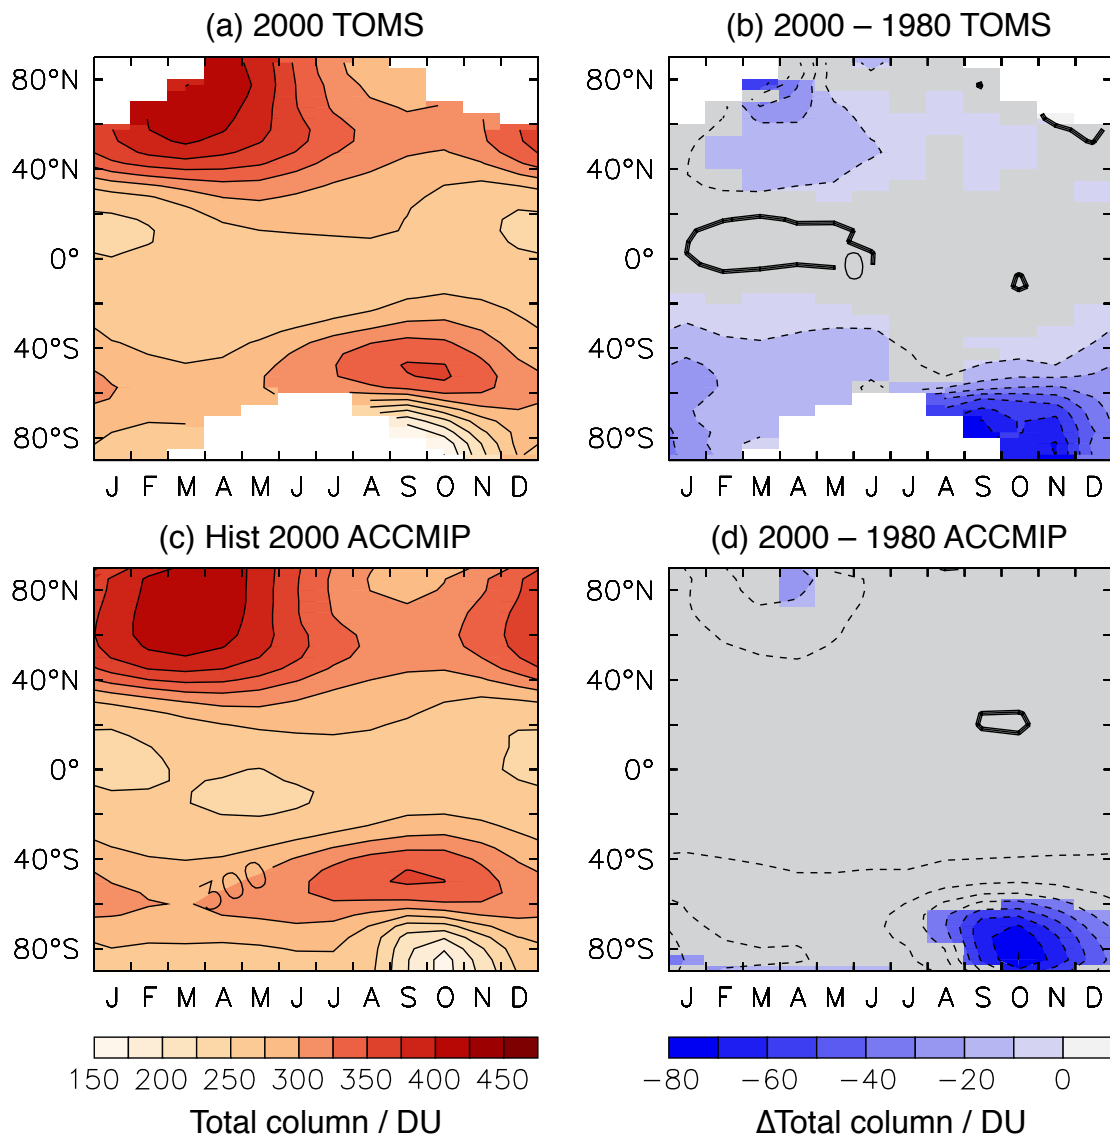 (a) 2000 TOMS
(b) 2000 – 1980 TOMS
80°N
40°N
0°
40°S
80°S
J F M A M J J A S O N D
80°N
40°N
0°
40°S
80°S
0
J F M A M J J A S O N D
(c) Hist 2000 ACCMIP
(d) 2000 – 1980 ACCMIP
80°N
40°N
0°
40°S
80°S
300
J F M A M J J A S O N D
80°N
40°N
0°
40°S
80°S
J F M A M J J A S O N D
150 200 250 300 350 400 450
Total column / DU
−80 −60 −40 −20 0
ΔTotal column / DU